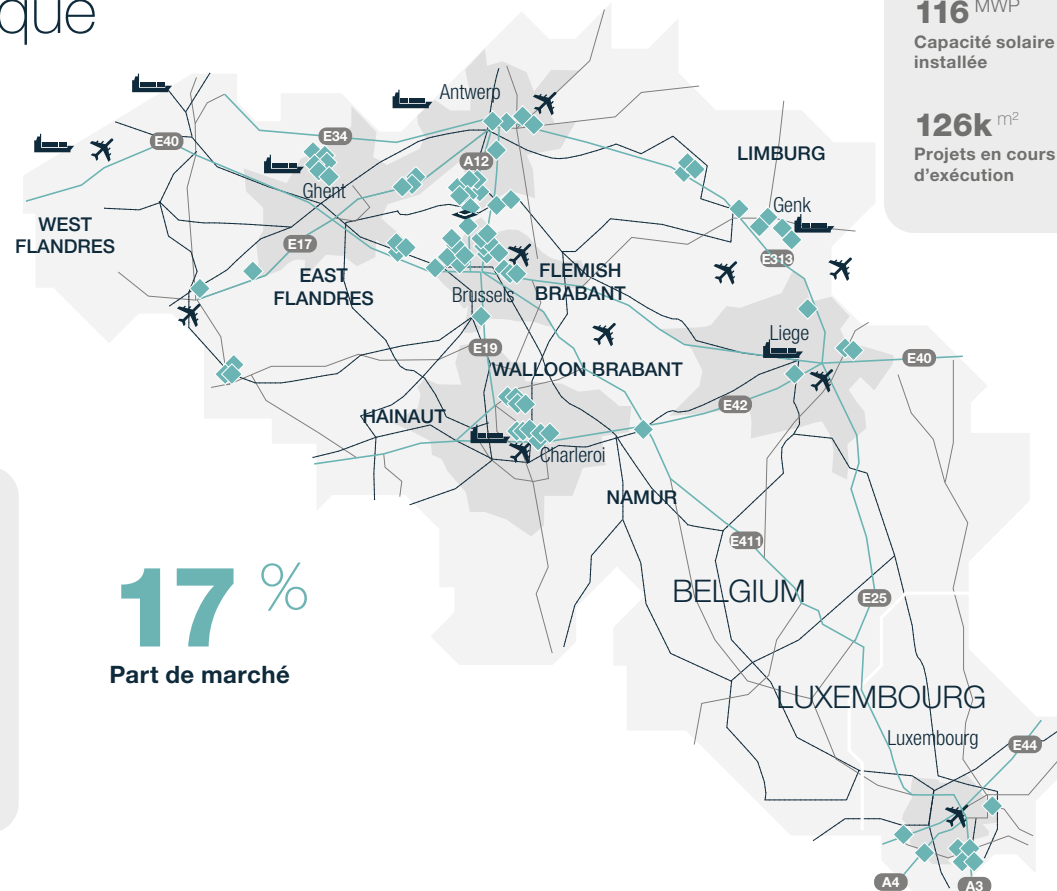 que
116 MWP
Capacité solaire
installée
126k m²
Projets en cours
d'exécution
Antwerp
E34
E40
A12
LIMBURG
Ghent
Genk
WEST
FLANDRES
E17
E313
EAST
FLANDRES
FLEMISH
BRABANT
Brussels
Liege
E19
E40
WALLOON BRABANT
E42
HAINAUT
Charleroi
NAMUR
E411
17 %
Part de marché
BELGIUM
E25
LUXEMBOURG
Luxembourg
E44
A4
A3